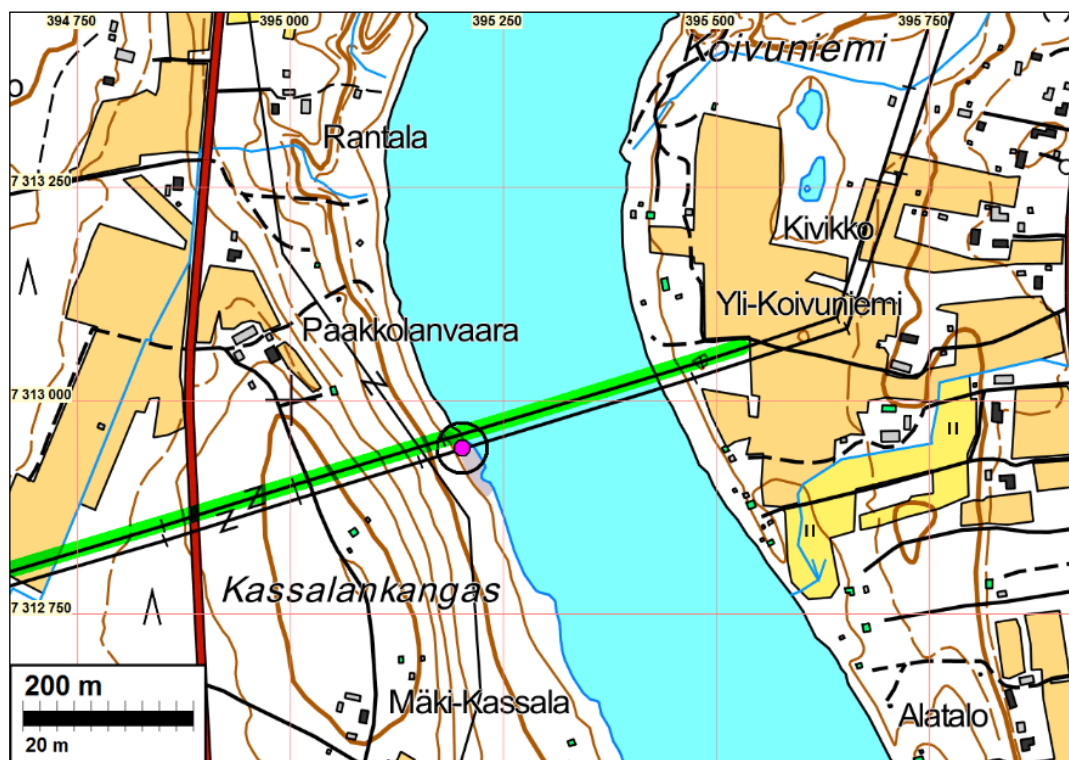 394 750
395 000
395 250
395 500
395 750
Koivuniemi
o
Rantala
7 313 250
Kivikko
Yli-Koivuniemi
Paakkolanvaara
7 313 000
II
II
Kassalankangas
7 312 750
200 m
20 m
Mäki-Kassala
Alatalo